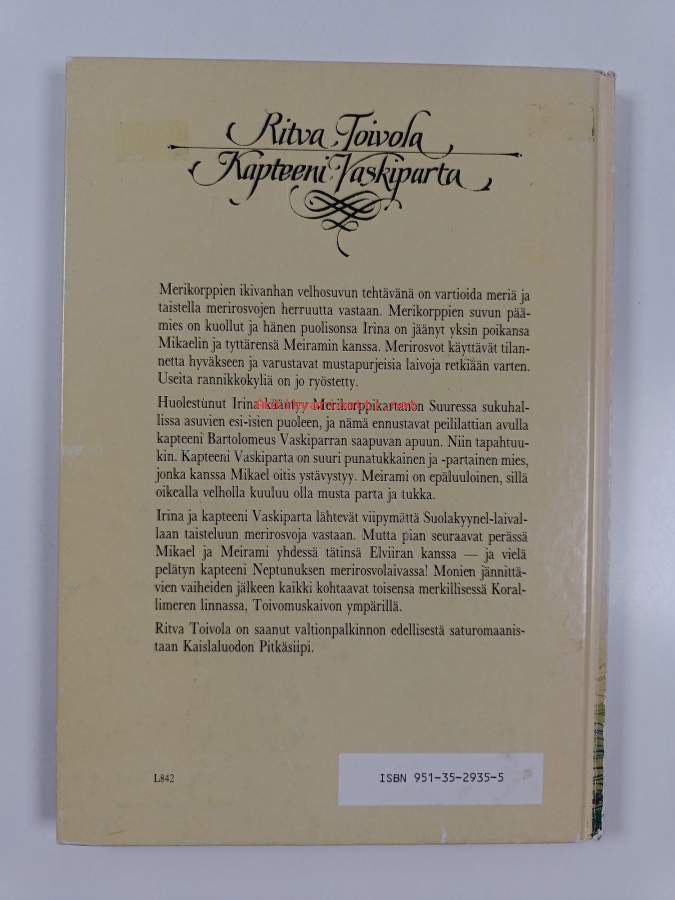 Ritva Toivola
Kapteeni Vaskiparta
Merikorppien ikivanhan velhosuvun tehtävänä on vartioida meriä ja
taistella merirosvojen herruutta vastaan. Merikorppien suvun pää-
mies on kuollut ja hänen puolisonsa Irina on jäänyt yksin poikansa
Mikaelin ja tyttärensä Meiramin kanssa. Merirosvot käyttävät tilan-
netta hyväkseen ja varustavat mustapurjeisia laivoja retkiään varten.
Useita rannikkokyliä on jo ryöstetty.
Huolestunut Irina kääntyy Merikorppikartanon Suuressa sukuhal-
lissa asuvien esi-isien puoleen, ja nämä ennustavat peililattian avulla
kapteeni Bartolomeus Vaskiparran saapuvan apuun. Niin tapahtuu-
kin. Kapteeni Vaskiparta on suuri punatukkainen ja -partainen mies,
jonka kanssa Mikael oitis ystävystyy. Meirami on epäluuloinen, sillä
oikealla velholla kuuluu olla musta parta ja tukka.
Irina ja kapteeni Vaskiparta lähtevät viipymättä Suolakyynel-laival-
laan taisteluun merirosvoja vastaan. Mutta pian seuraavat perässä
Mikael ja Meirami yhdessä tätinsä Elviiran kanssa — ja vielä
pelätyn kapteeni Neptunuksen merirosvolaivassa! Monien jännittä-
vien vaiheiden jälkeen kaikki kohtaavat toisensa merkillisessä Koral-
limeren linnassa, Toivomuskaivon ympärillä.
Ritva Toivola on saanut valtionpalkinnon edellisestä saturomaanis-
taan Kaislaluodon Pitkäsiipi.
L842
ISBN 951-35-2935-5